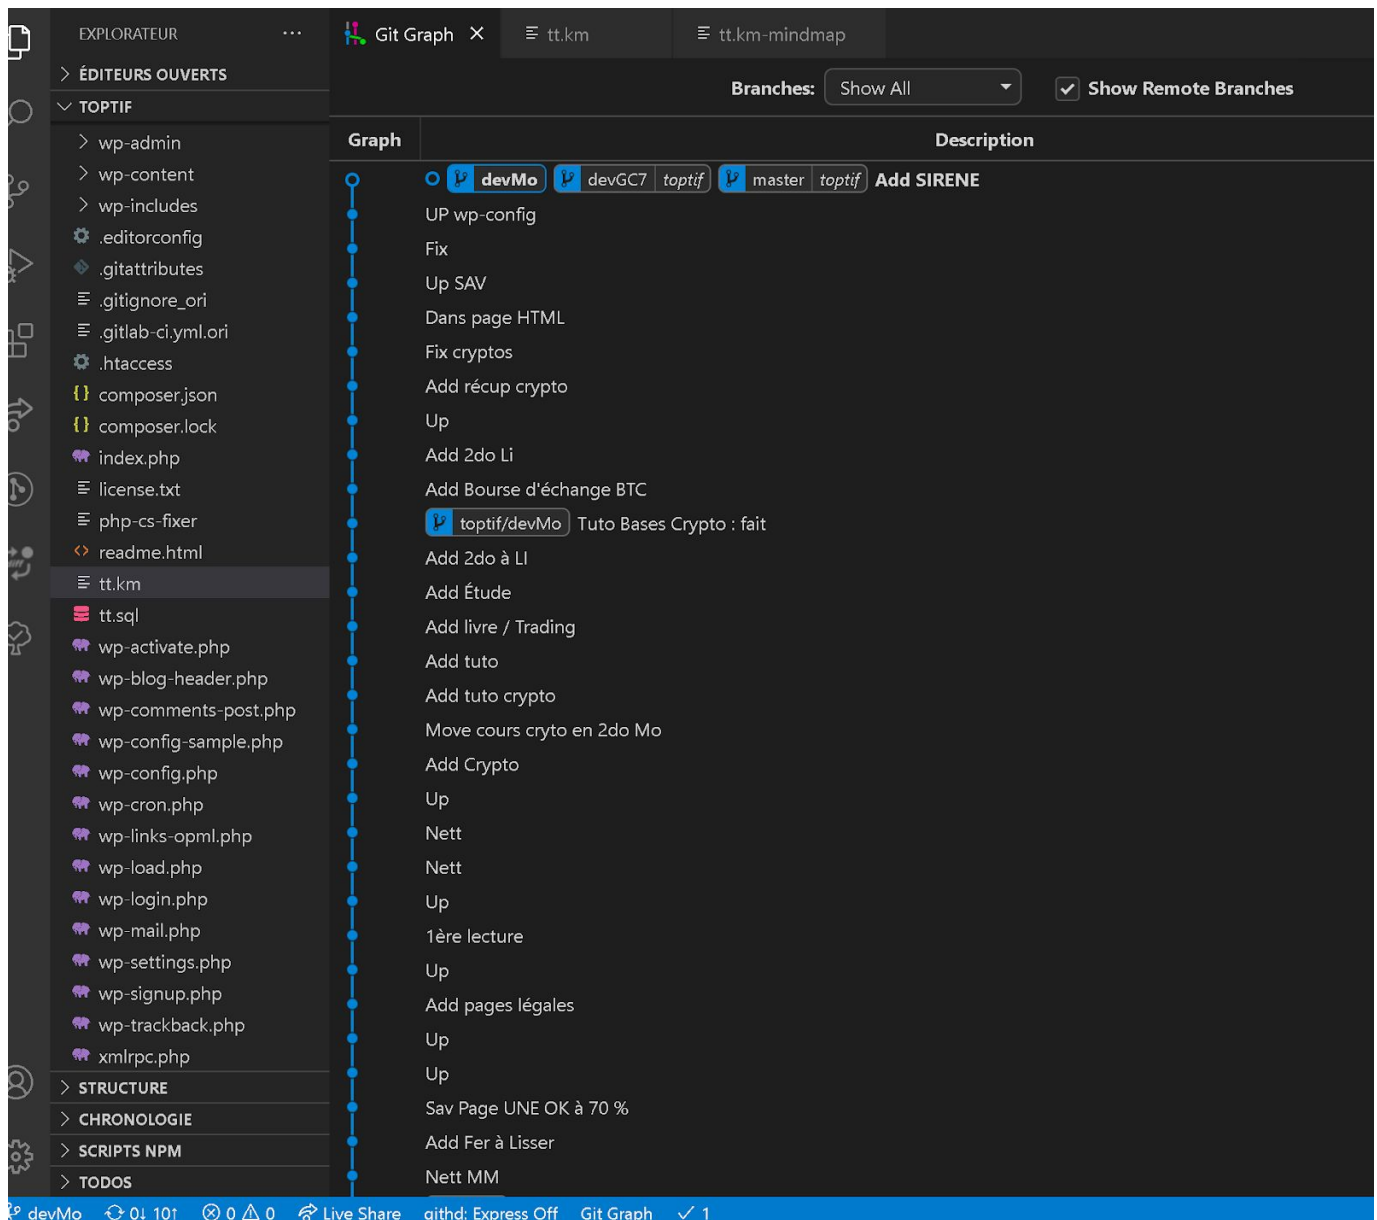 EXPLORATEUR ...
ÉDITEURS OUVERTS
TOPTIF
wp-admin
wp-content
wp-includes
.editorconfig
.gitattributes
.gitignore_ori
.gitlab-ci.yml.ori
.htaccess
composer.json
composer.lock
index.php
license.txt
php-cs-fixer
readme.html
tt.km
tt.sql
wp-activate.php
wp-blog-header.php
wp-comments-post.php
wp-config-sample.php
wp-config.php
wp-cron.php
wp-links-opml.php
wp-load.php
wp-login.php
wp-mail.php
wp-settings.php
wp-signup.php
wp-trackback.php
xmlrpc.php
STRUCTURE
CHRONOLOGIE
SCRIPTS NPM
TODOS
Git Graph tt.km tt.km-mindmap
Branches: Show All Show Remote Branches
Graph Description
devMo devGC7 toptif master toptif Add SIRENE
UP wp-config
Fix
Up SAV
Dans page HTML
Fix cryptos
Add récup crypto
Up
Add 2do Li
Add Bourse d'échange BTC
toptif/devMo Tuto Bases Crypto : fait
Add 2do à LI
Add Étude
Add livre / Trading
Add tuto
Add tuto crypto
Move cours cryto en 2do Mo
Add Crypto
Up
Nett
Nett
Up
1ère lecture
Up
Add pages légales
Up
Up
Sav Page UNE OK à 70 %
Add Fer à Lisser
Nett MM
devMo 0↓ 10↑ 0 0 Live Share githd: Express Off Git Graph 1